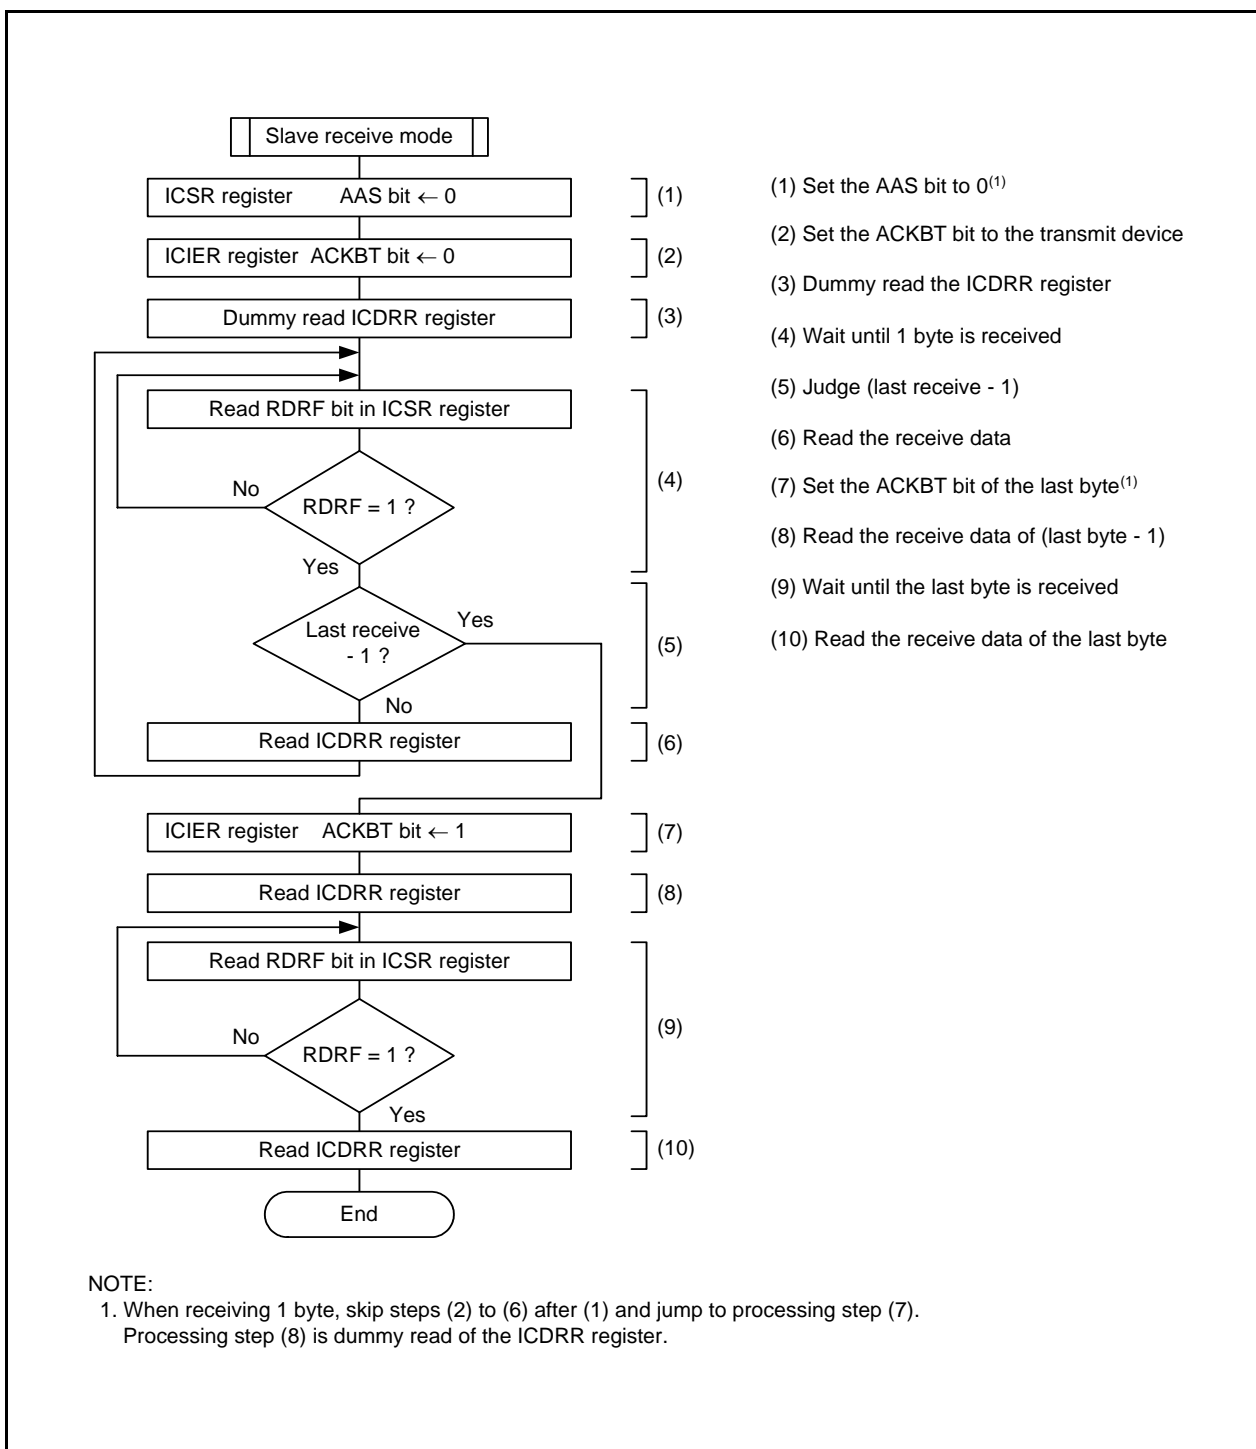 Slave receive mode
ICSR register AAS bit ← 0
(1)
ICIER register ACKBT bit ← 0
(2)
Dummy read ICDRR register
(3)
Read RDRF bit in ICSR register
(4)
No
RDRF = 1 ?
Yes
Last receive
- 1 ?
Yes
(5)
No
Read ICDRR register
(6)
ICIER register ACKBT bit ← 1
(7)
Read ICDRR register
(8)
Read RDRF bit in ICSR register
No
RDRF = 1 ?
(9)
Yes
Read ICDRR register
(10)
End
(1) Set the AAS bit to 0(1)
(2) Set the ACKBT bit to the transmit device
(3) Dummy read the ICDRR register
(4) Wait until 1 byte is received
(5) Judge (last receive - 1)
(6) Read the receive data
(7) Set the ACKBT bit of the last byte(1)
(8) Read the receive data of (last byte - 1)
(9) Wait until the last byte is received
(10) Read the receive data of the last byte
NOTE:
1. When receiving 1 byte, skip steps (2) to (6) after (1) and jump to processing step (7).
Processing step (8) is dummy read of the ICDRR register.